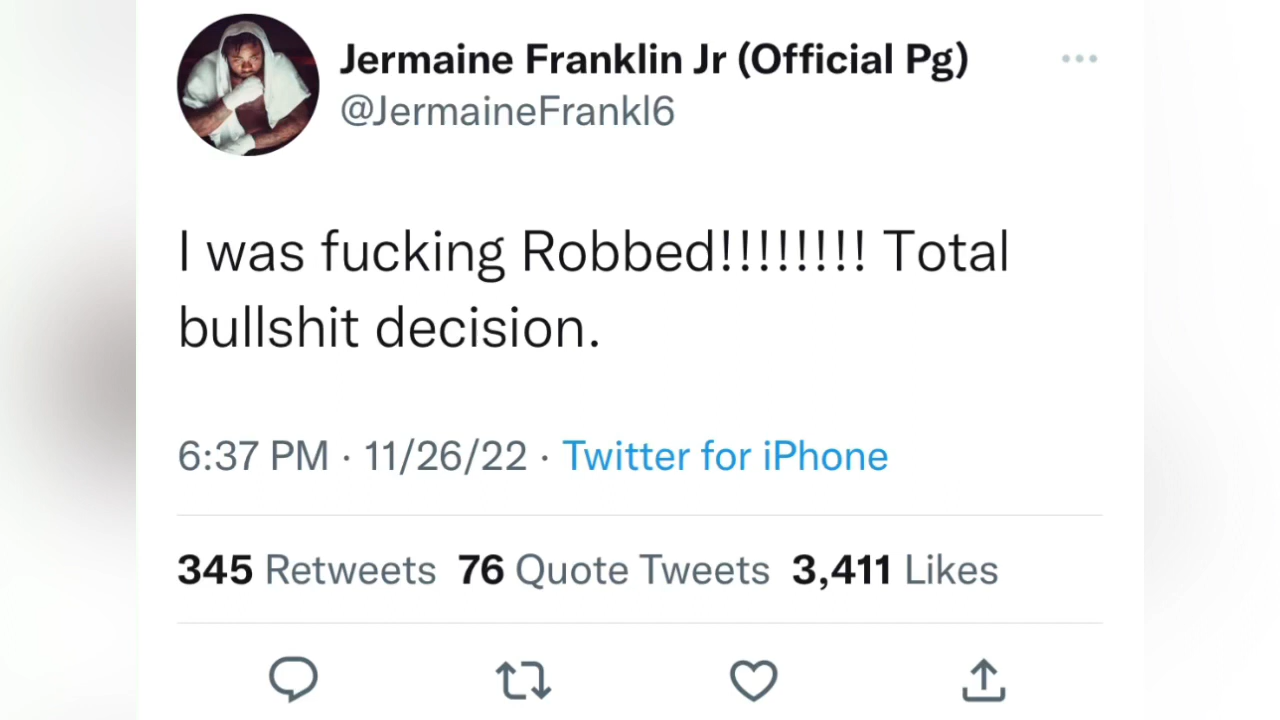 Jermaine Franklin Jr (Official Pg)
@JermaineFrankl6
I was fucking Robbed!!!!!!!! Total
bullshit decision.
6:37 PM · 11/26/22 · Twitter for iPhone
345 Retweets 76 Quote Tweets 3,411 Likes